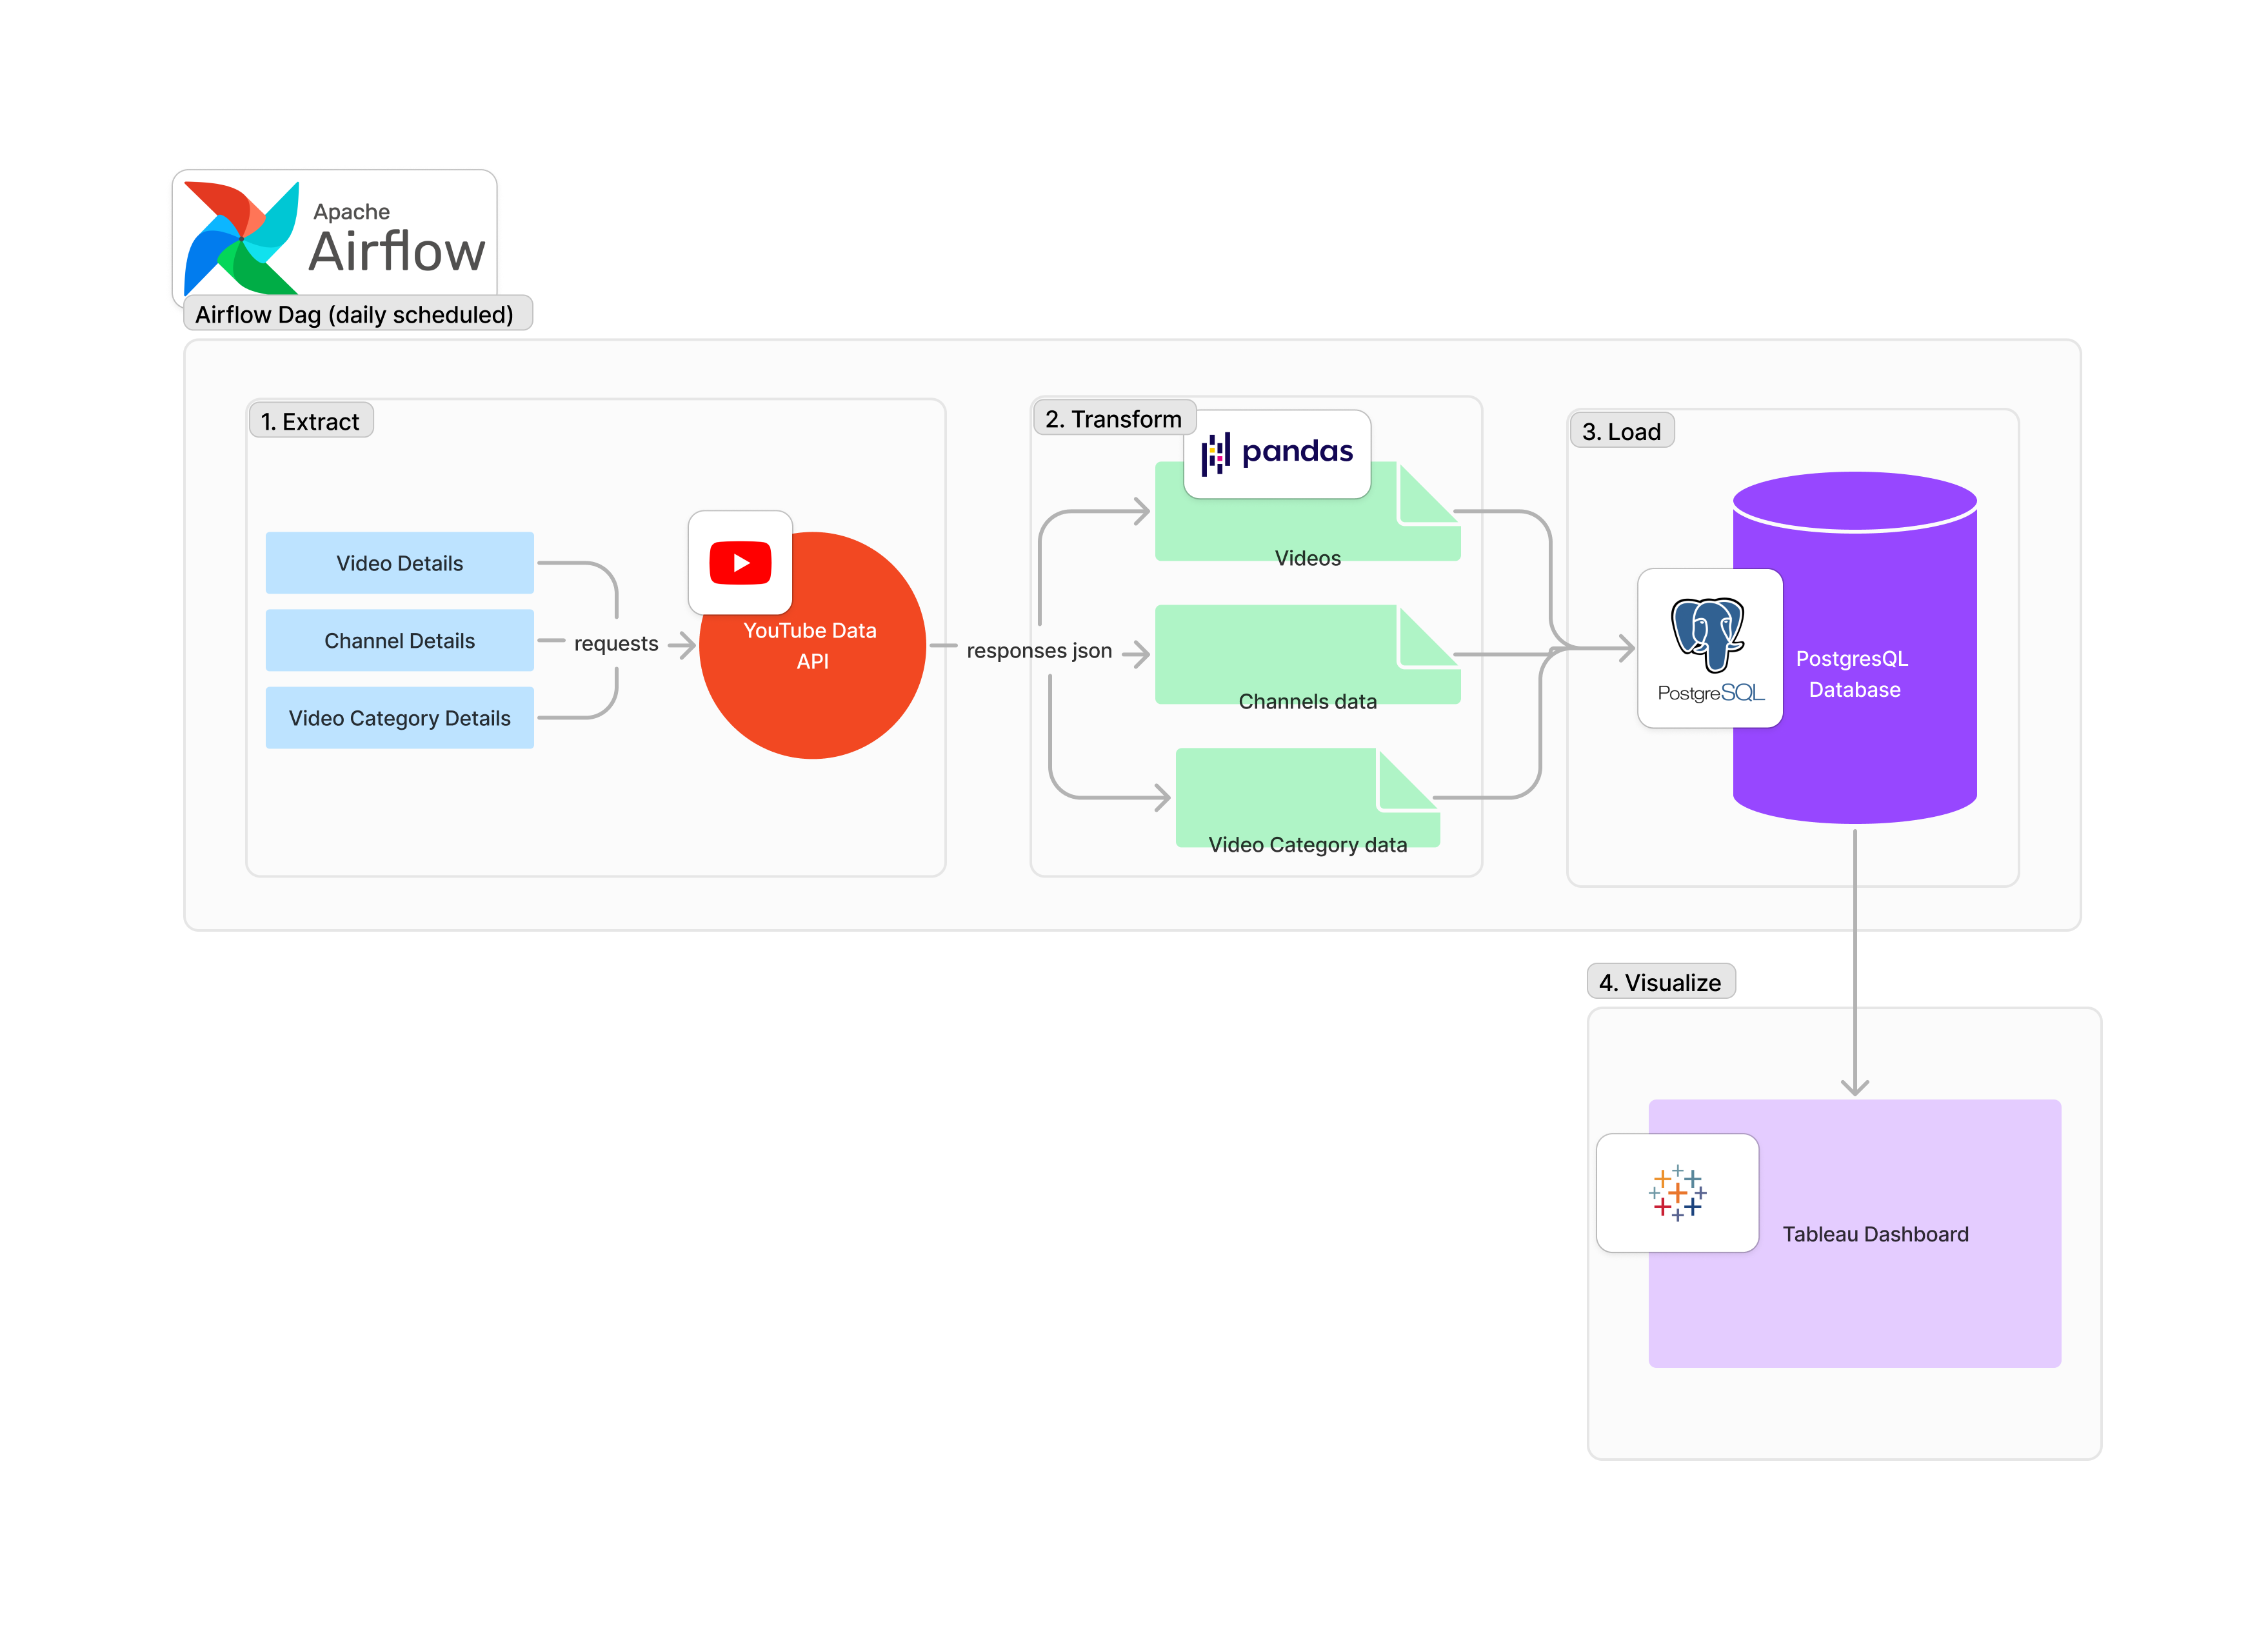 Apache
Airflow
Airflow Dag (daily scheduled)
1. Extract
Video Details
Channel Details
Video Category Details
requests
YouTube Data
API
responses json
2. Transform
pandas
Videos
Channels data
Video Category data
3. Load
PostgreSQL
PostgresQL
Database
4. Visualize
Tableau Dashboard